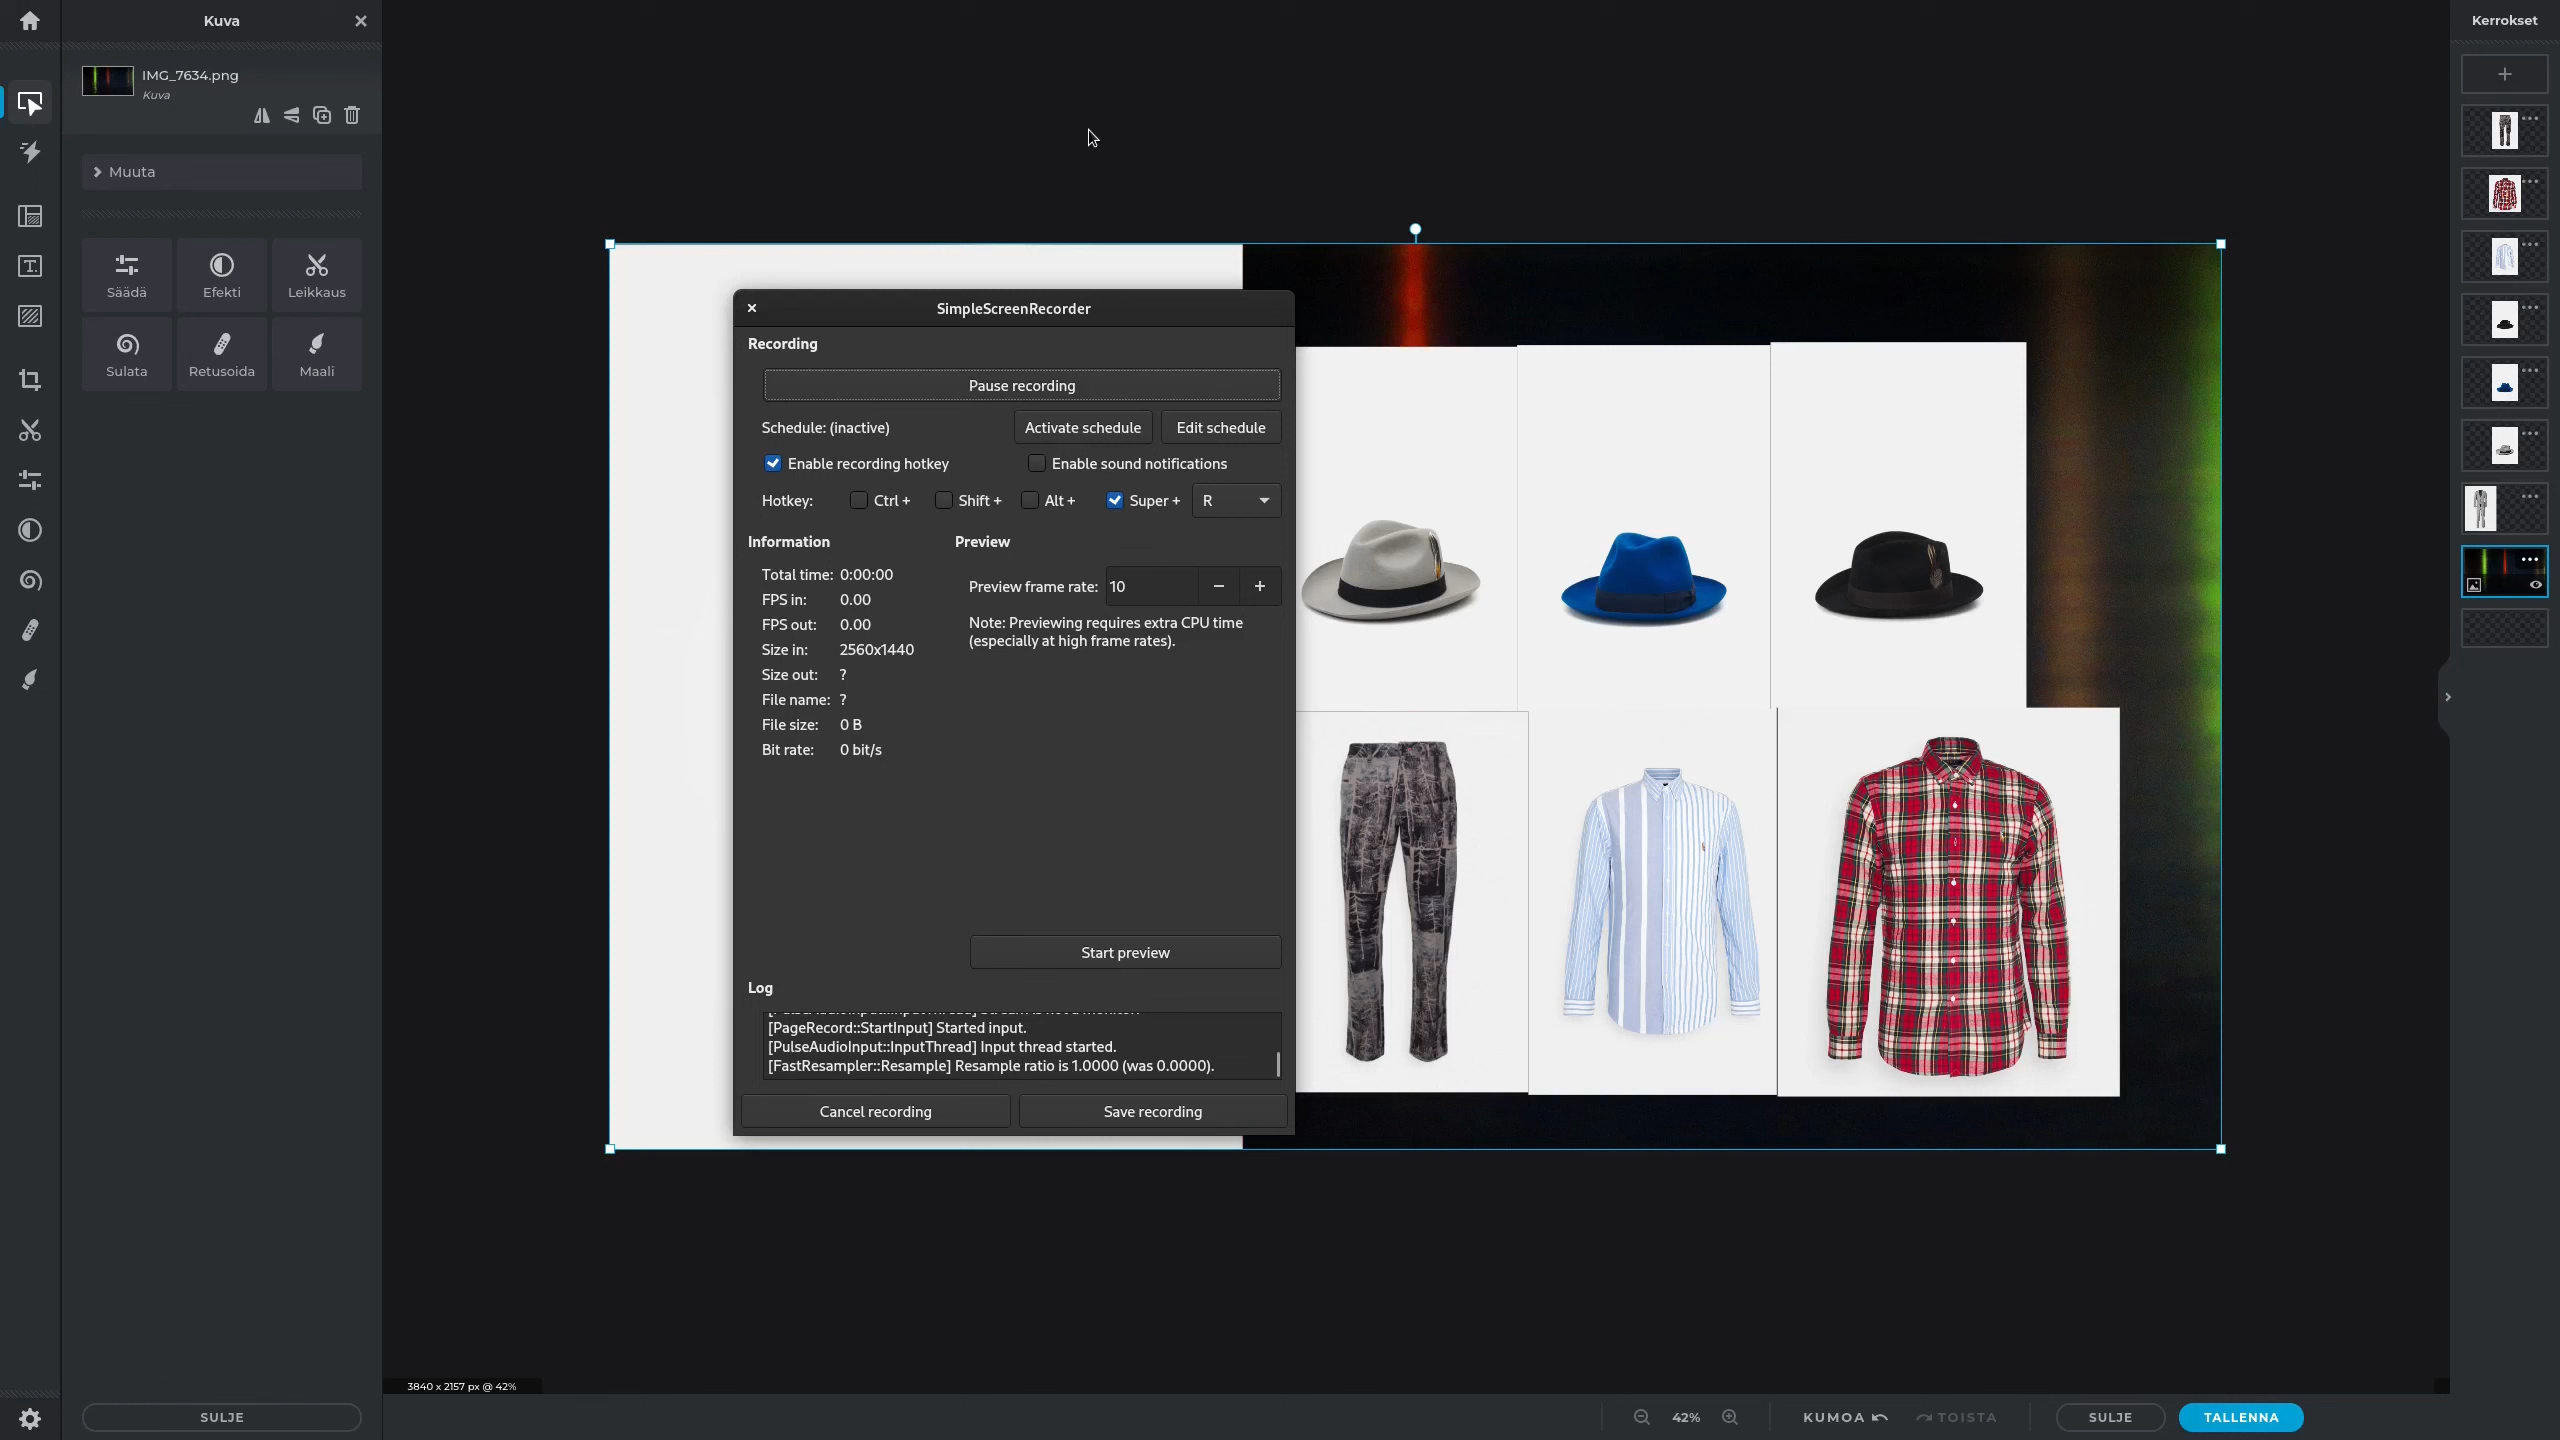 Kuva
Kerrokset
IMG_7634.png
Kuva
Muuta
Säädä
Efekti
Leikkaus
Sulata
Retusoida
Maali
SimpleScreenRecorder
Recording
Pause recording
Schedule: (inactive)
Activate schedule
Edit schedule
Enable recording hotkey
Enable sound notifications
Hotkey:
Ctrl +
Shift +
Alt +
Super +
R
Information
Total time: 0:00:00
FPS in: 0.00
FPS out: 0.00
Size in: 2560x1440
Size out: ?
File name: ?
File size: 0 B
Bit rate: 0 bit/s
Preview
Preview frame rate: 10
Note: Previewing requires extra CPU time
(especially at high frame rates).
Start preview
Log
[PageRecord::StartInput] Started input.
[PulseAudioInput::InputThread] Input thread started.
[FastResampler::Resample] Resample ratio is 1.0000 (was 0.0000).
Cancel recording
Save recording
3840 x 2157 px @ 42%
SULJE
42%
KUMOA
TOISTA
SULJE
TALLENNA